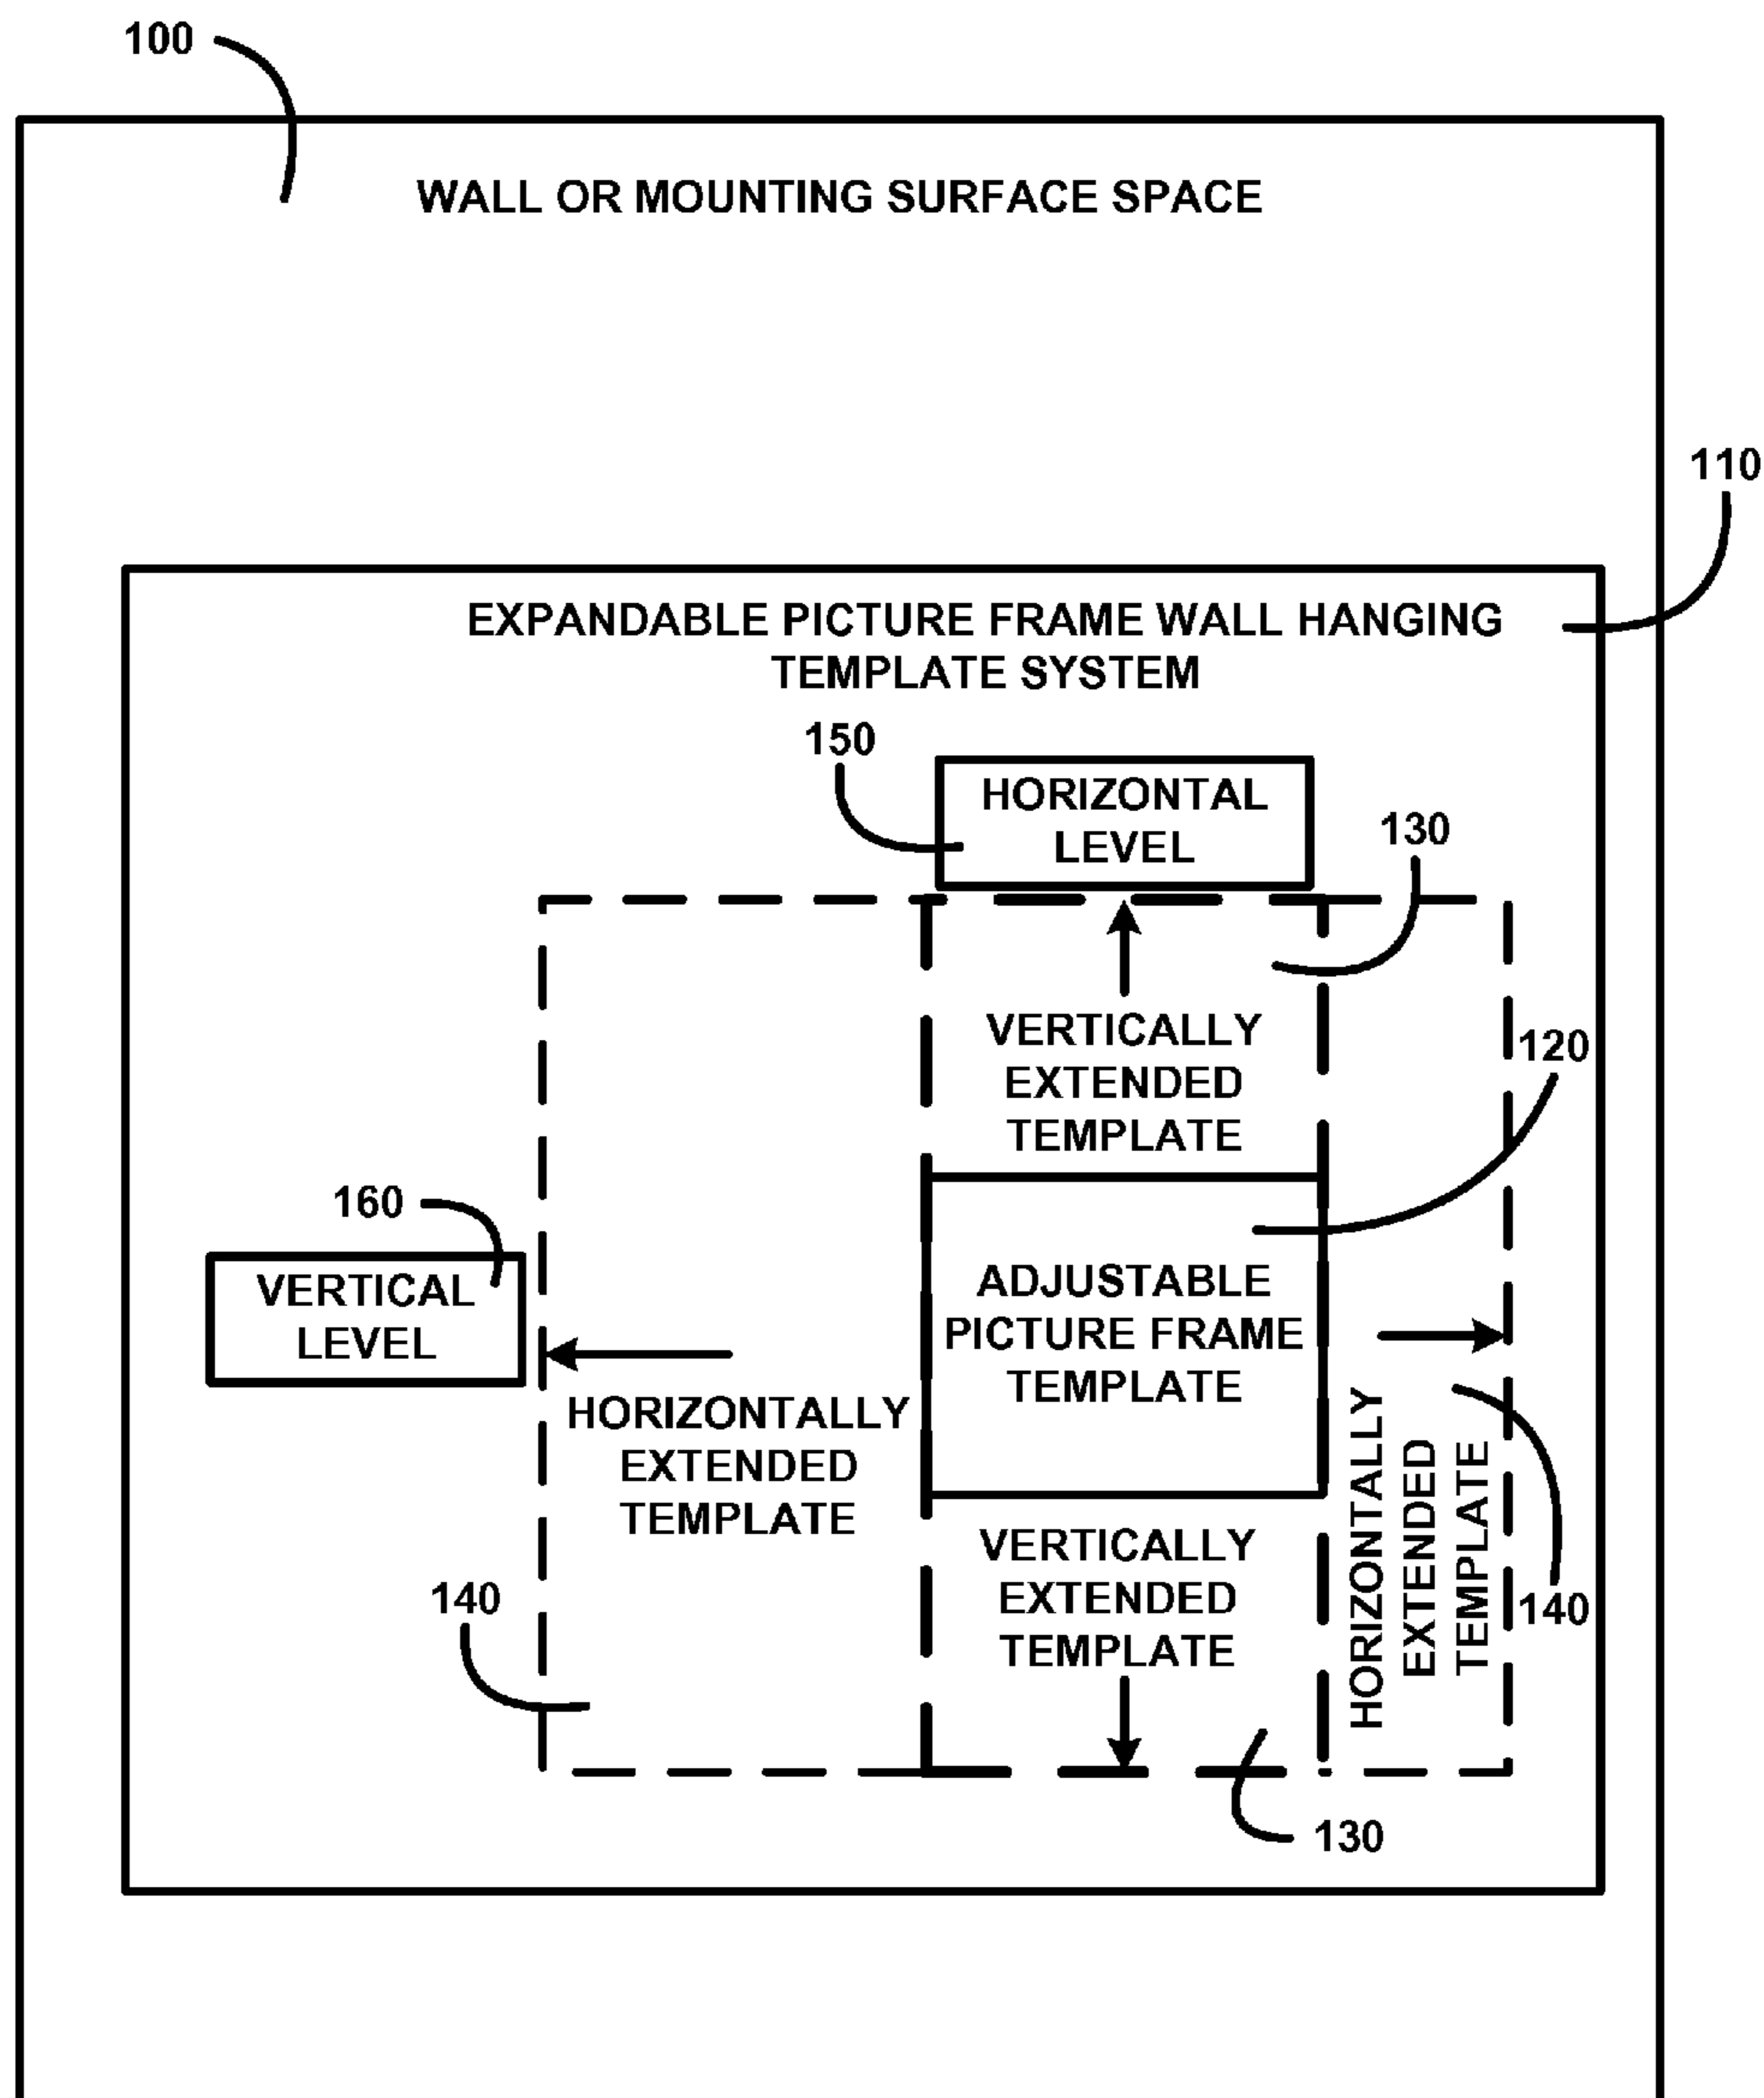 100
WALL OR MOUNTING SURFACE SPACE
110
EXPANDABLE PICTURE FRAME WALL HANGING
TEMPLATE SYSTEM
150
HORIZONTAL
LEVEL
130
VERTICALLY
EXTENDED
TEMPLATE
120
160
VERTICAL
LEVEL
ADJUSTABLE
PICTURE FRAME
TEMPLATE
HORIZONTALLY
EXTENDED
TEMPLATE
HORIZONTALLY
EXTENDED
TEMPLATE
VERTICALLY
EXTENDED
TEMPLATE
140
140
130